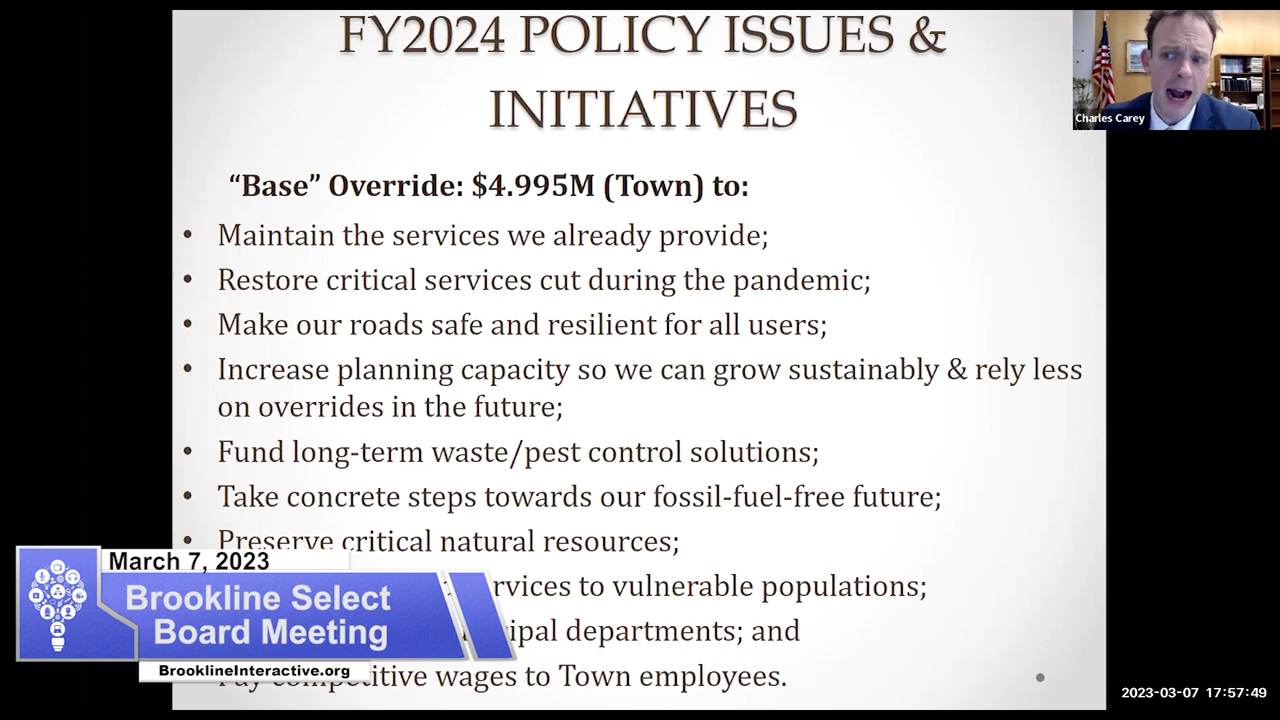 FY2024 POLICY ISSUES &
INITIATIVES
Charles Carey
“Base” Override: $4.995M (Town) to:
• Maintain the services we already provide;
• Restore critical services cut during the pandemic;
• Make our roads safe and resilient for all users;
• Increase planning capacity so we can grow sustainably & rely less
on overrides in the future;
• Fund long-term waste/pest control solutions;
• Take concrete steps towards our fossil-fuel-free future;
• Preserve critical natural resources;
to vulnerable populations;
departments; and
Pay competitive wages to Town employees.
March 7, 2023
Brookline Select
Board Meeting
BrooklineInteractive.org
2023-03-07 17:57:49